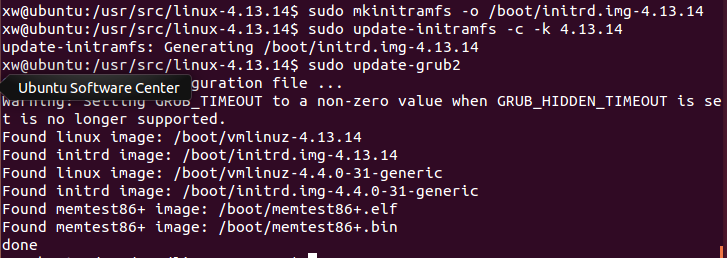 xw@ubuntu:/usr/src/linux-4.13.14$ sudo mkinitramfs -o /boot/initrd.img-4.13.14
xw@ubuntu:/usr/src/linux-4.13.14$ sudo update-initramfs -c -k 4.13.14
update-initramfs: Generating /boot/initrd.img-4.13.14
xw@ubuntu:/usr/src/linux-4.13.14$ sudo update-grub2
Ubuntu Software Center
guration file ...
Warning: Setting GRUB_TIMEOUT to a non-zero value when GRUB_HIDDEN_TIMEOUT is se
t is no longer supported.
Found linux image: /boot/vmlinuz-4.13.14
Found initrd image: /boot/initrd.img-4.13.14
Found linux image: /boot/vmlinuz-4.4.0-31-generic
Found initrd image: /boot/initrd.img-4.4.0-31-generic
Found memtest86+ image: /boot/memtest86+.elf
Found memtest86+ image: /boot/memtest86+.bin
done